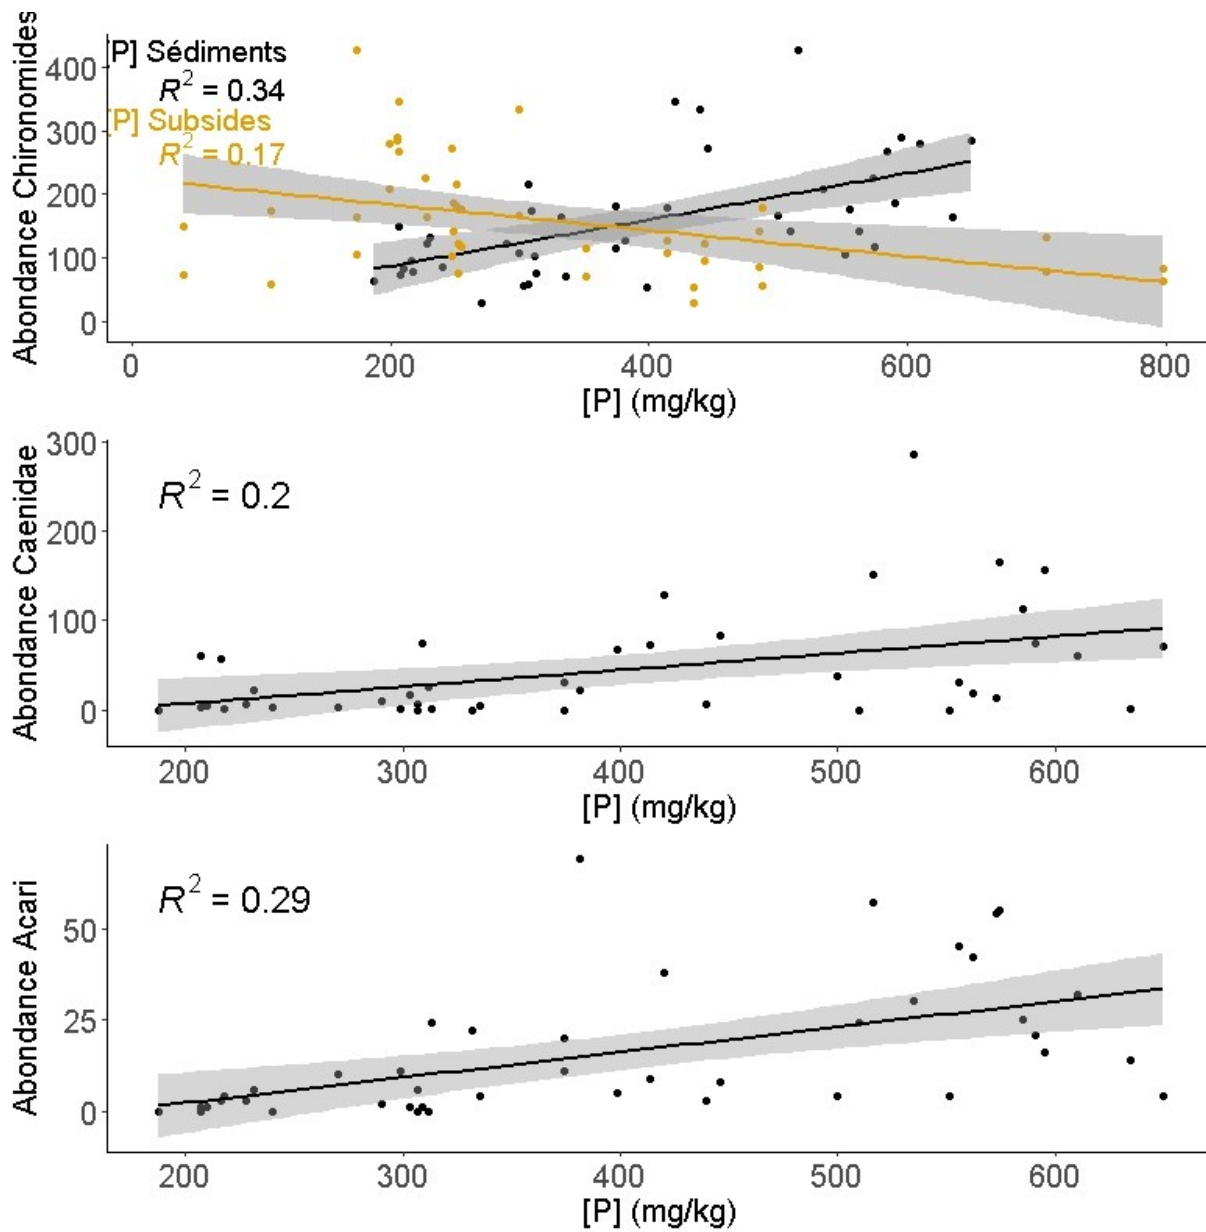 [P] Sédiments
R² = 0.34
[P] Subsides
R² = 0.17
Abondance Chironomides
400
300
200
100
0
0 200 400 600 800
[P] (mg/kg)
R² = 0.2
Abondance Caenidae
300
200
100
0
200 300 400 500 600
[P] (mg/kg)
R² = 0.29
Abondance Acari
50
25
0
200 300 400 500 600
[P] (mg/kg)